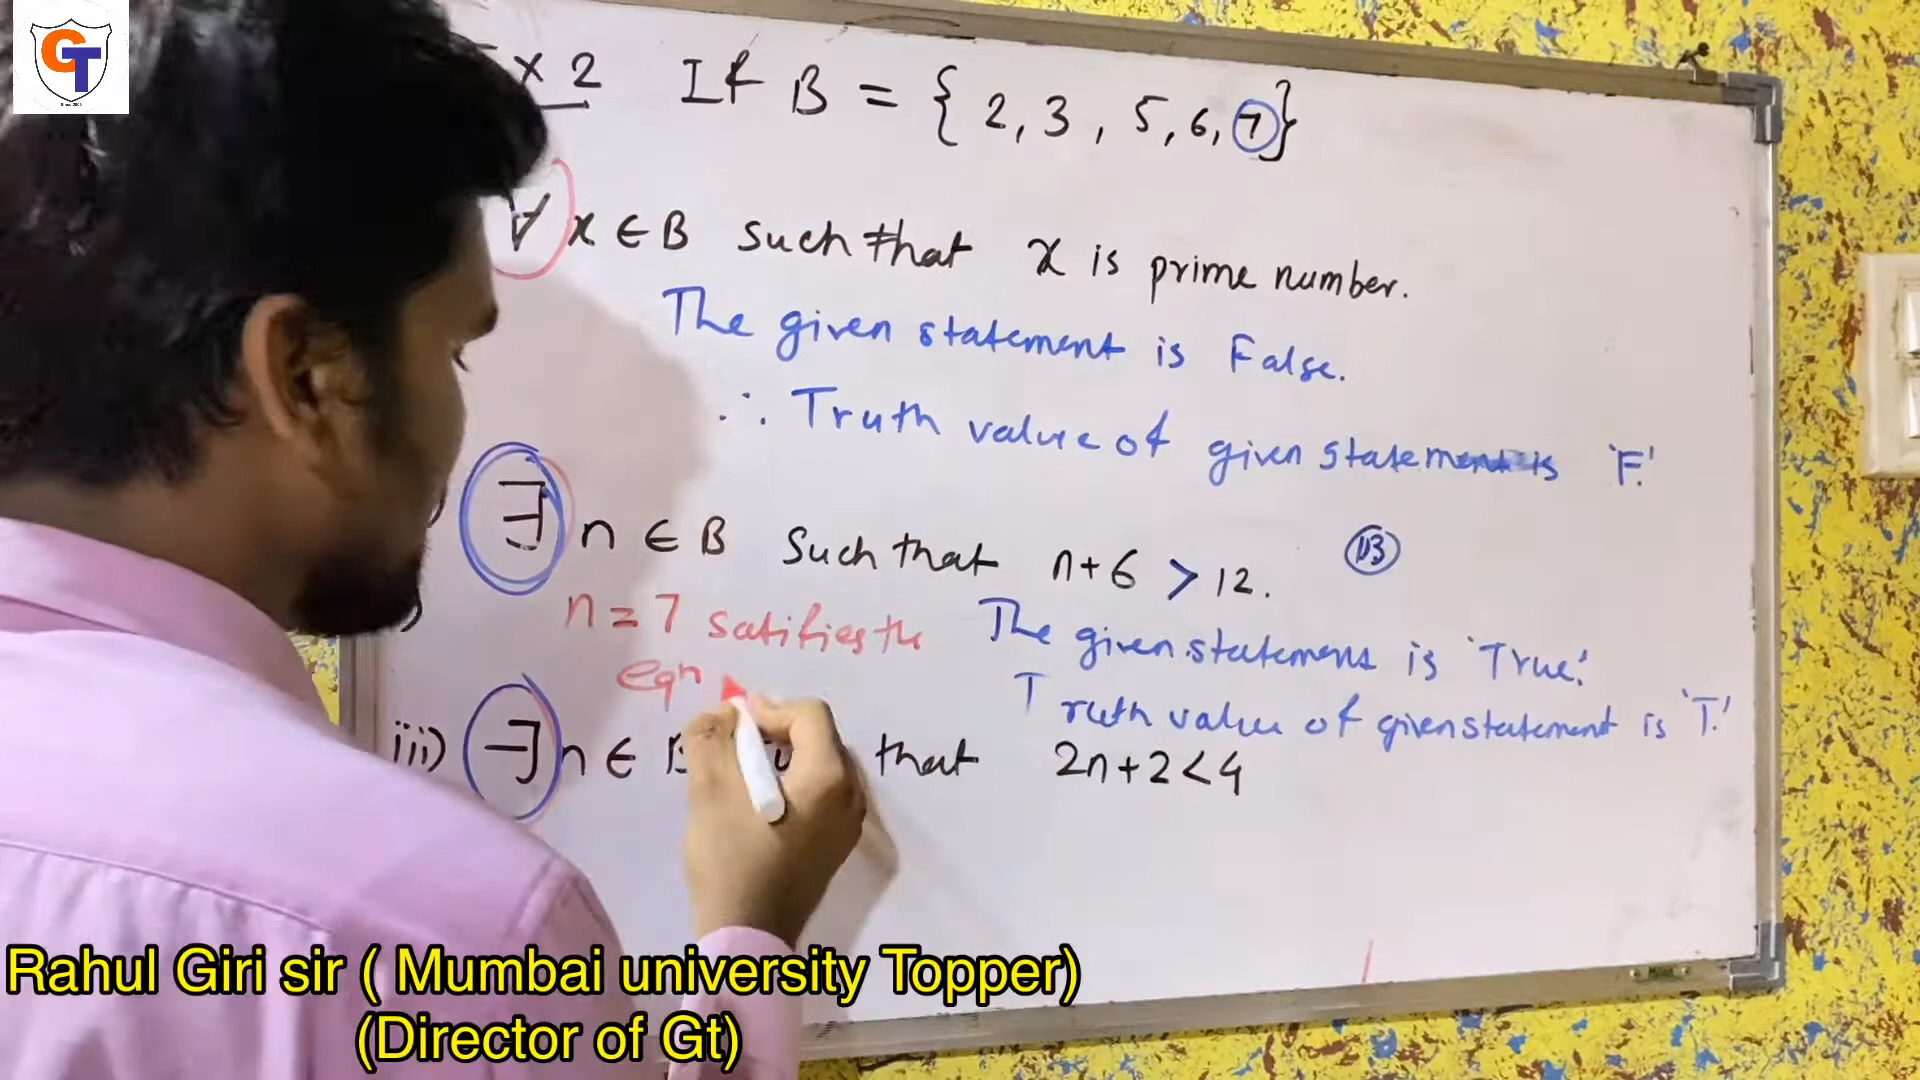 GT
x 2 If B = { 2, 3, 5, 6, 7}
∀ x ∈ B such that x is prime number.
The given statement is False.
∴ Truth value of given statement is 'F'.
) ∃ n ∈ B Such that n+6 > 12. 13
n = 7 satifies the
eqn
The given statement is 'True'.
Truth value of given statement is 'T'.
iii) ∃ n ∈ B that 2n+2<4
Rahul Giri sir ( Mumbai university Topper)
(Director of Gt)